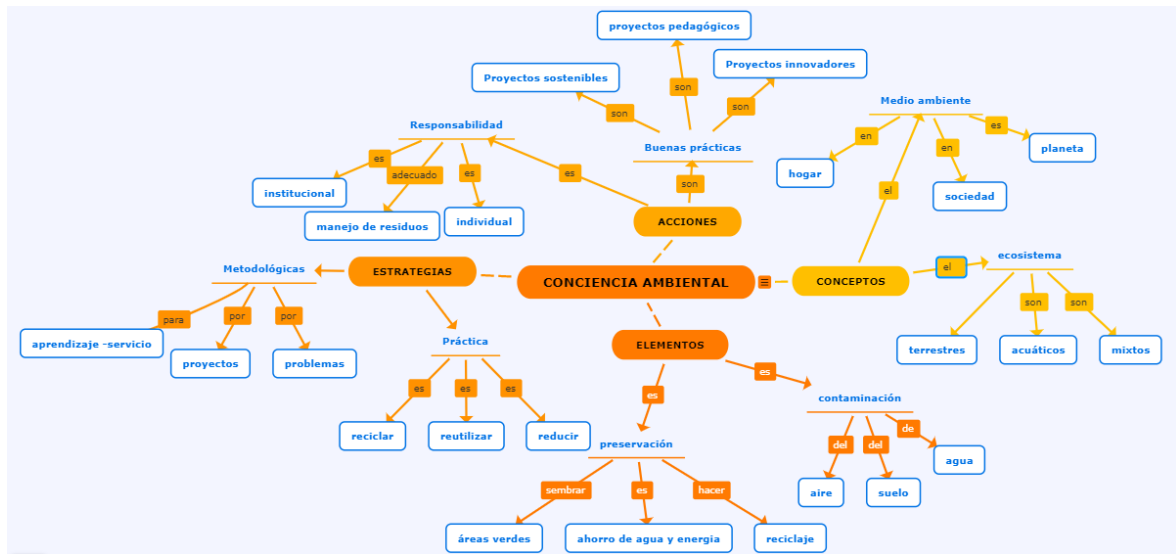 proyectos pedagógicos
Proyectos sostenibles
Proyectos innovadores
son
son
son
Medio ambiente
Responsabilidad
Buenas prácticas
en
en
es
planeta
hogar
sociedad
es
adecuado
es
es
son
el
institucional
manejo de residuos
individual
ACCIONES
Metodológicas
ESTRATEGIAS
CONCIENCIA AMBIENTAL
CONCEPTOS
el
ecosistema
para
por
por
aprendizaje -servicio
proyectos
problemas
son
son
terrestres
acuáticos
mixtos
Práctica
es
es
es
reciclar
reutilizar
reducir
ELEMENTOS
es
es
preservación
contaminación
sembrar
es
hacer
áreas verdes
ahorro de agua y energia
reciclaje
del
del
de
aire
suelo
agua